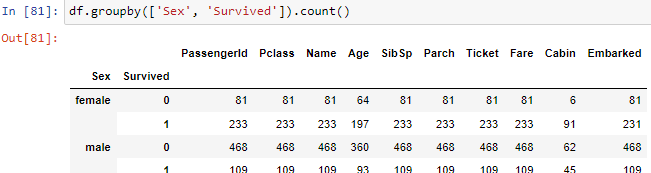 In [81]: df.groupby(['Sex', 'Survived']).count()
Out[81]:
PassengerId Pclass Name Age SibSp Parch Ticket Fare Cabin Embarked
Sex Survived
female 0 81 81 81 64 81 81 81 81 6 81
1 233 233 233 197 233 233 233 233 91 231
male 0 468 468 468 360 468 468 468 468 62 468
1 109 109 109 93 109 109 109 109 45 109